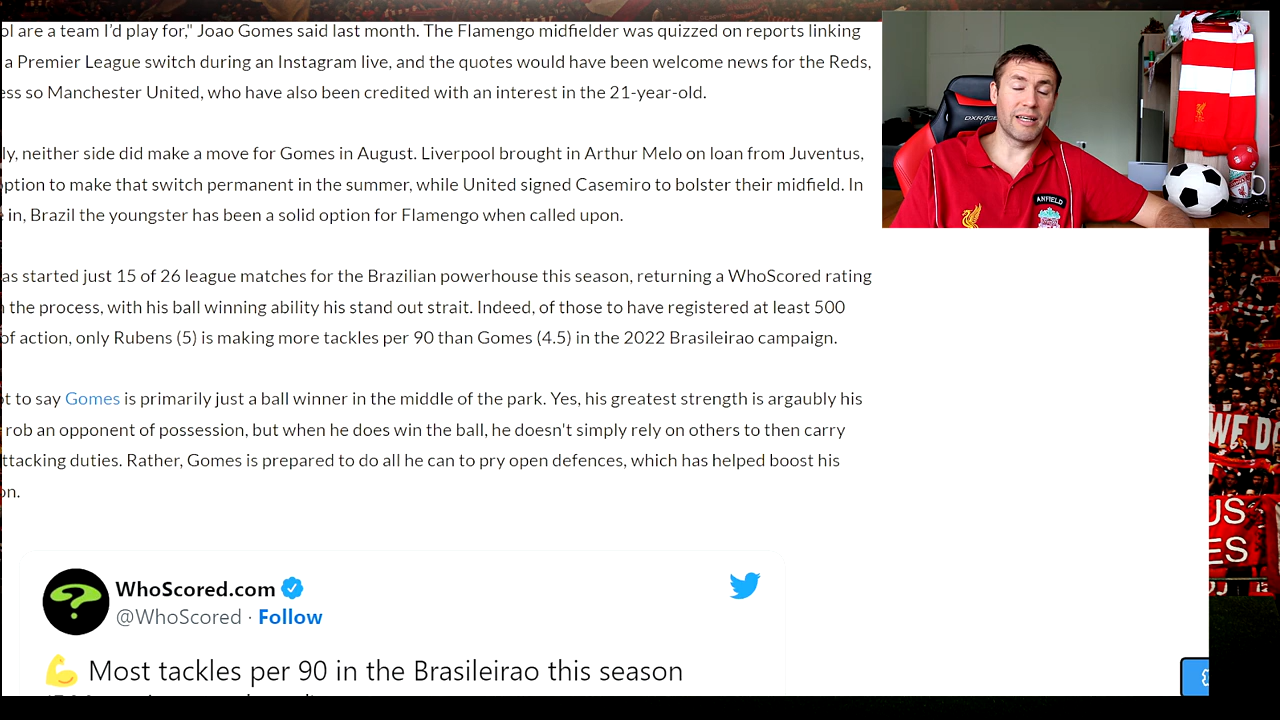 ol are a team I'd play for," Joao Gomes said last month. The Flamengo midfielder was quizzed on reports linking
a Premier League switch during an Instagram live, and the quotes would have been welcome news for the Reds,
ess so Manchester United, who have also been credited with an interest in the 21-year-old.
ly, neither side did make a move for Gomes in August. Liverpool brought in Arthur Melo on loan from Juventus,
option to make that switch permanent in the summer, while United signed Casemiro to bolster their midfield. In
in, Brazil the youngster has been a solid option for Flamengo when called upon.
as started just 15 of 26 league matches for the Brazilian powerhouse this season, returning a WhoScored rating
n the process, with his ball winning ability his stand out strait. Indeed, of those to have registered at least 500
of action, only Rubens (5) is making more tackles per 90 than Gomes (4.5) in the 2022 Brasileirao campaign.
ot to say Gomes is primarily just a ball winner in the middle of the park. Yes, his greatest strength is argaubly his
rob an opponent of possession, but when he does win the ball, he doesn't simply rely on others to then carry
ttacking duties. Rather, Gomes is prepared to do all he can to pry open defences, which has helped boost his
on.
WhoScored.com
@WhoScored · Follow
Most tackles per 90 in the Brasileirao this season
DXRACE
ANFIELD
WE DO
US
ES